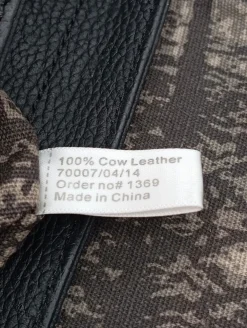 100% Cow Leather
70007/04/14
Order no# 1369
Made in China